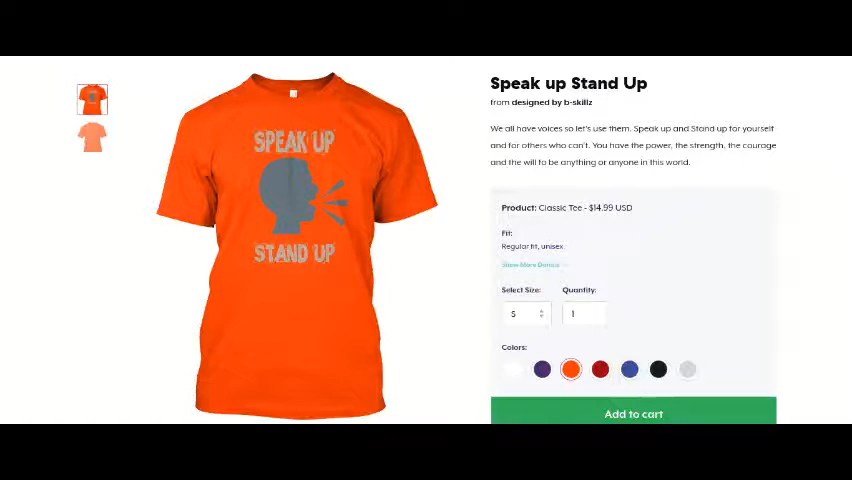 Speak up Stand Up
from designed by b-skillz
We all have voices so let's use them. Speak up and Stand up for yourself
and for others who can't. You have the power, the strength, the courage
and the will to be anything or anyone in this world.
SPEAK UP
STAND UP
Product: Classic Tee - $14.99 USD
Fit:
Regular fit, unisex
Show More Details
Select Size: Quantity:
S 1
Colors:
Add to cart